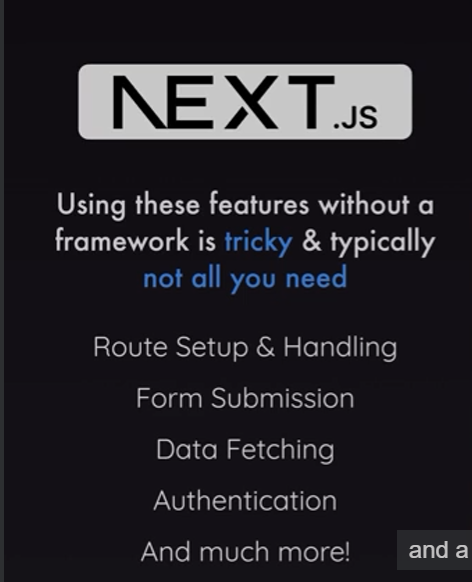 NEXT.JS
Using these features without a
framework is tricky & typically
not all you need
Route Setup & Handling
Form Submission
Data Fetching
Authentication
And much more!
and a